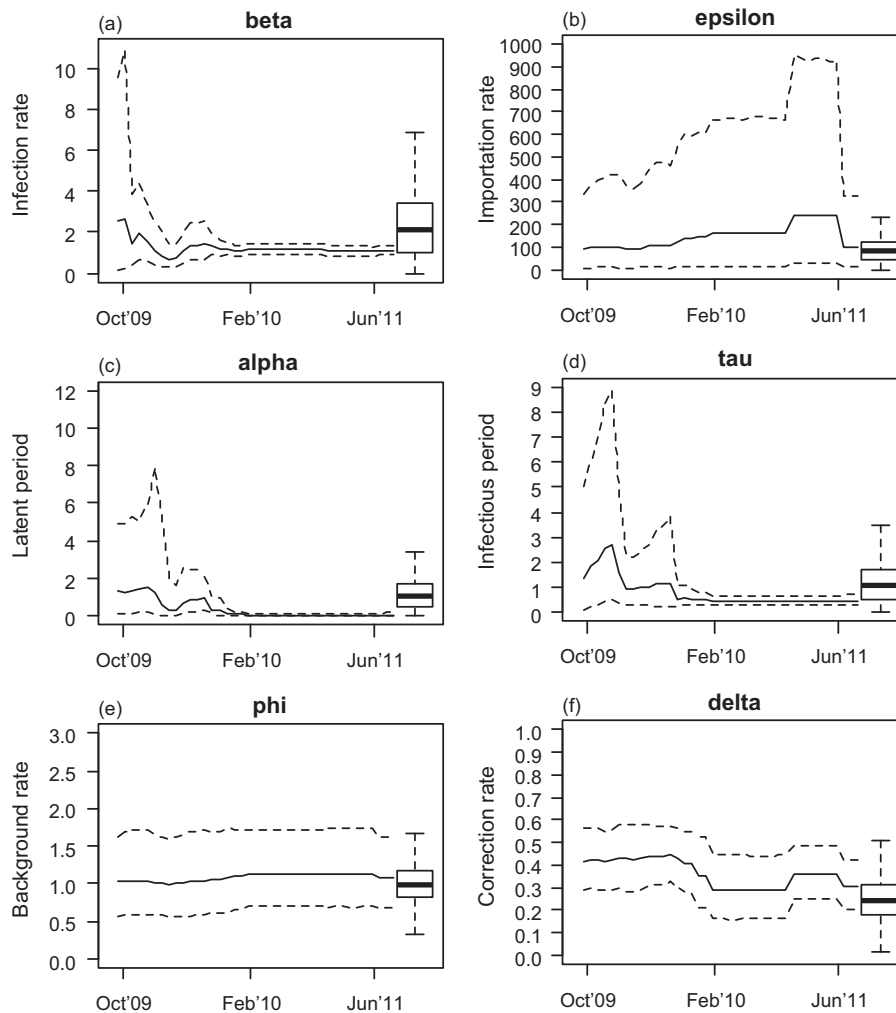 (a) beta
Infection rate
10
8
6
4
2
0
Oct'09 Feb'10 Jun'11
(b) epsilon
Importation rate
1000
900
800
700
600
500
400
300
200
100
0
Oct'09 Feb'10 Jun'11
(c) alpha
Latent period
12
10
8
6
4
2
0
Oct'09 Feb'10 Jun'11
(d) tau
Infectious period
9
8
7
6
5
4
3
2
1
0
Oct'09 Feb'10 Jun'11
(e) phi
Background rate
3.0
2.5
2.0
1.5
1.0
0.5
0.0
Oct'09 Feb'10 Jun'11
(f) delta
Correction rate
1.0
0.9
0.8
0.7
0.6
0.5
0.4
0.3
0.2
0.1
0.0
Oct'09 Feb'10 Jun'11